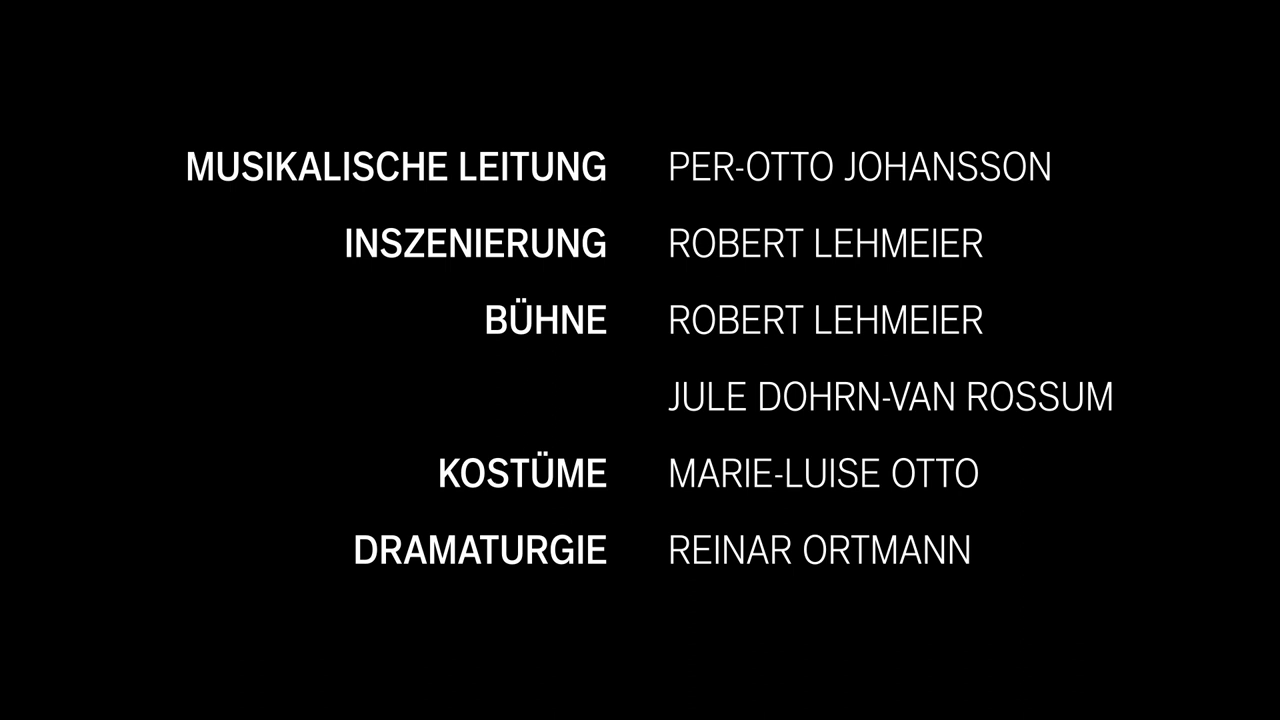 MUSIKALISCHE LEITUNG PER-OTTO JOHANSSON
INSZENIERUNG ROBERT LEHMEIER
BÜHNE ROBERT LEHMEIER
JULE DOHRN-VAN ROSSUM
KOSTÜME MARIE-LUISE OTTO
DRAMATURGIE REINAR ORTMANN